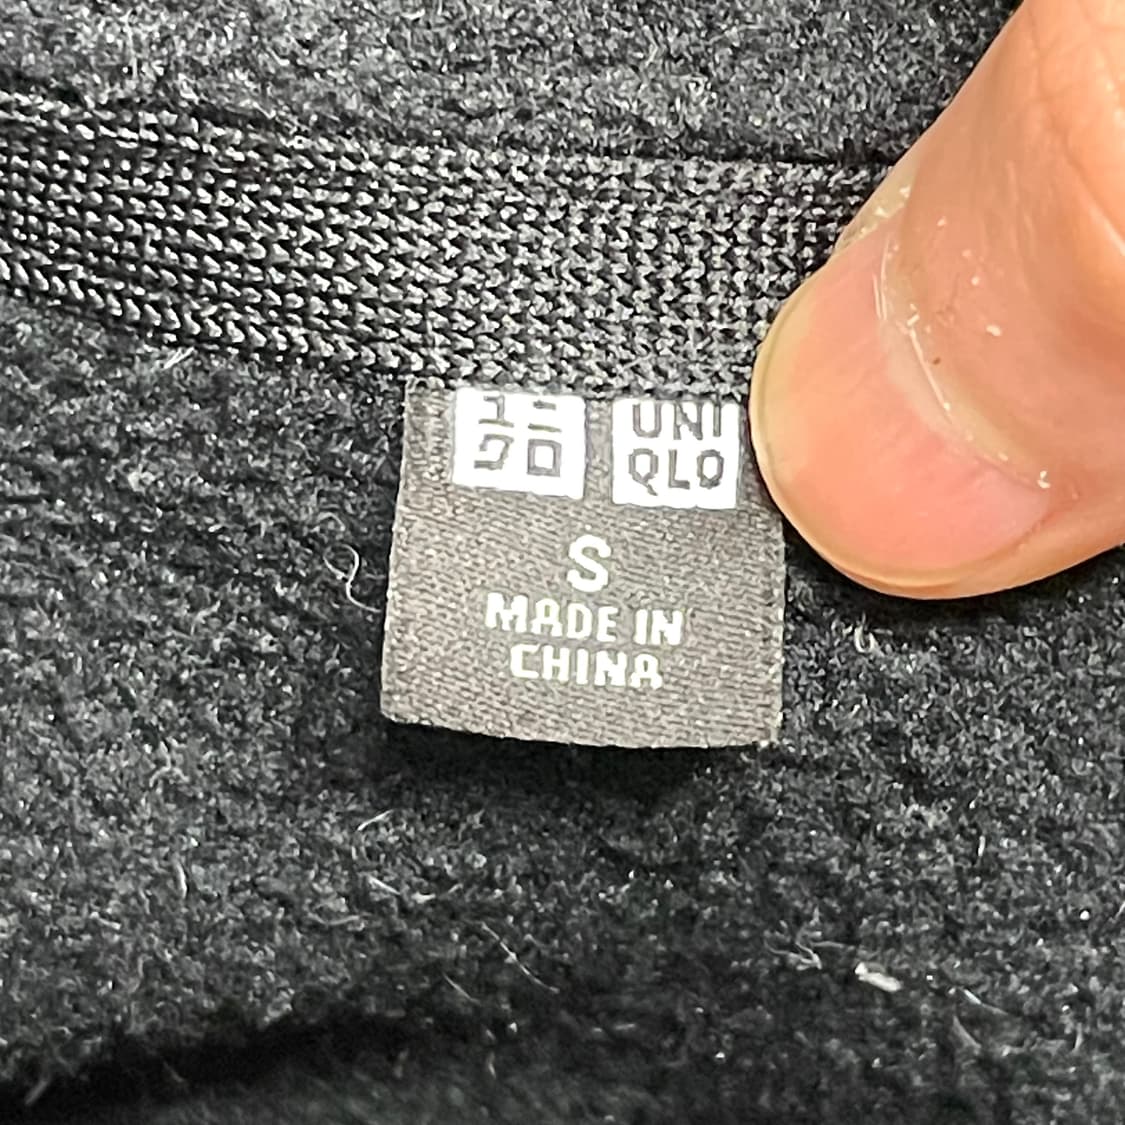 ユニ UNI
クロ QLO
S
MADE IN
CHINA